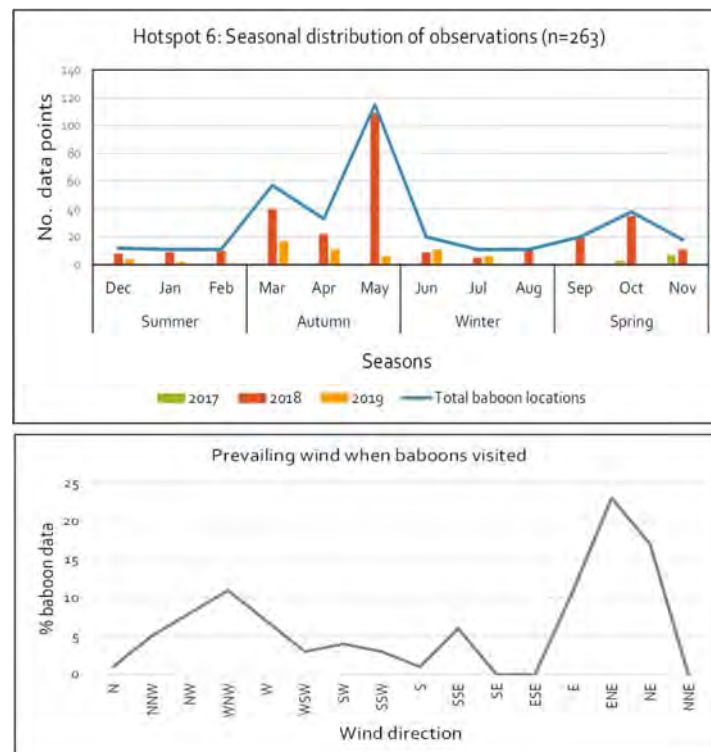 Hotspot 6: Seasonal distribution of observations (n=263)
No. data points
140
120
100
80
60
40
20
0
Dec Jan Feb Mar Apr May Jun Jul Aug Sep Oct Nov
Summer Autumn Winter Spring
Seasons
2017 2018 2019 Total baboon locations
Prevailing wind when baboons visited
% baboon data
25
20
15
10
5
0
N NNW NW WNW W WSW SW SSW S SSE SE ESE E ENE NE NNE
Wind direction